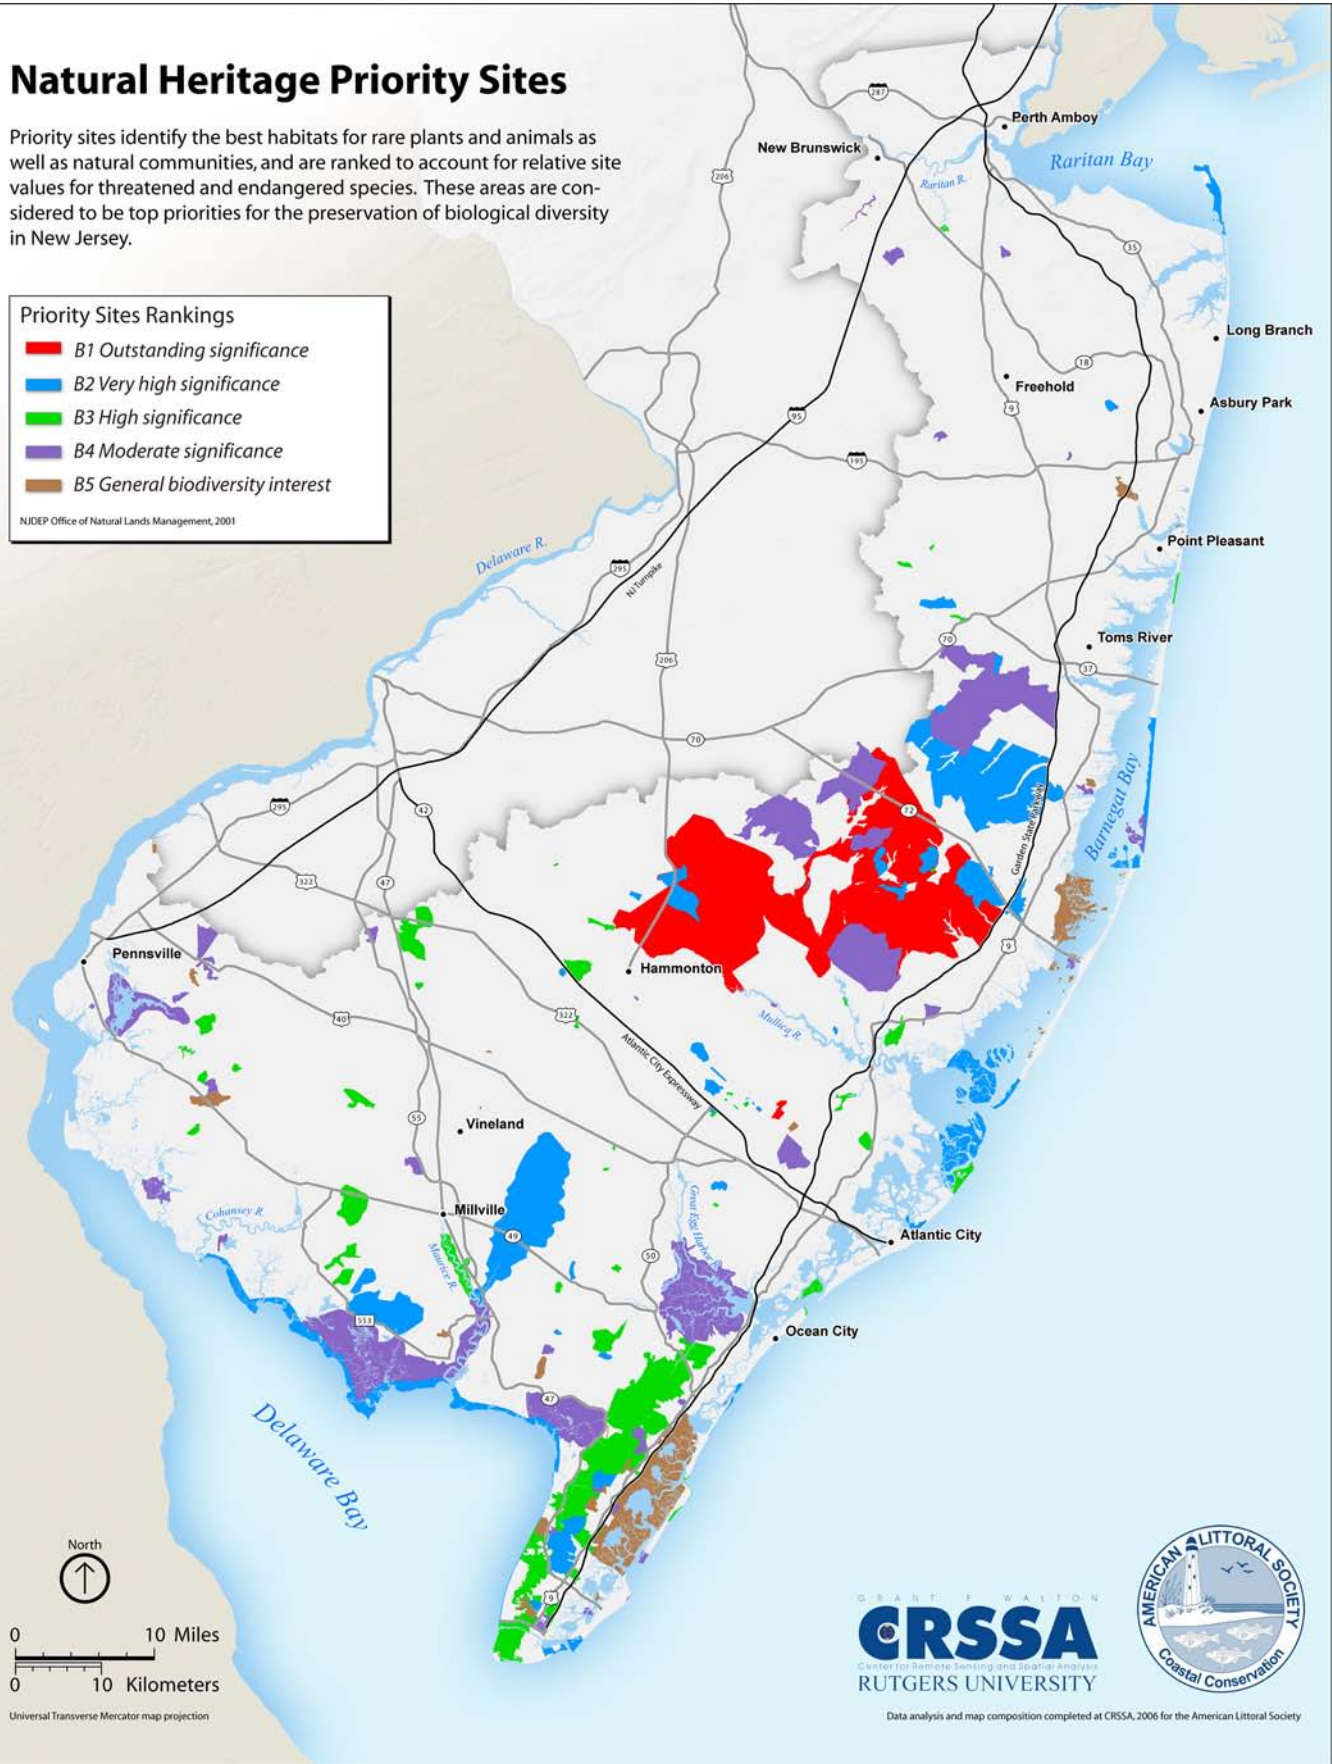 Natural Heritage Priority Sites
Priority sites identify the best habitats for rare plants and animals as
well as natural communities, and are ranked to account for relative site
values for threatened and endangered species. These areas are con-
sidered to be top priorities for the preservation of biological diversity
in New Jersey.
Priority Sites Rankings
B1 Outstanding significance
B2 Very high significance
B3 High significance
B4 Moderate significance
B5 General biodiversity interest
NJDEP Office of Natural Lands Management, 2001
287
Perth Amboy
New Brunswick
Raritan Bay
206
Raritan R.
35
Long Branch
18
Freehold
9
Asbury Park
95
195
Point Pleasant
Delaware R.
295
NJ Turnpike
70
Toms River
206
37
70
Barnegat Bay
295
42
72
Garden State Parkway
322
47
9
Pennsville
Hammonton
40
322
Mullica R.
Atlantic City Expressway
55
Vineland
Cohansey R.
Millville
Great Egg Harbor R.
49
Maurice R.
50
Atlantic City
553
Ocean City
47
Delaware Bay
9
North
0
10 Miles
0
10 Kilometers
Universal Transverse Mercator map projection
GRANT F WALTON
CRSSA
Center for Remote Sensing and Spatial Analysis
RUTGERS UNIVERSITY
AMERICAN LITTORAL SOCIETY
Coastal Conservation
Data analysis and map composition completed at CRSSA, 2006 for the American Littoral Society